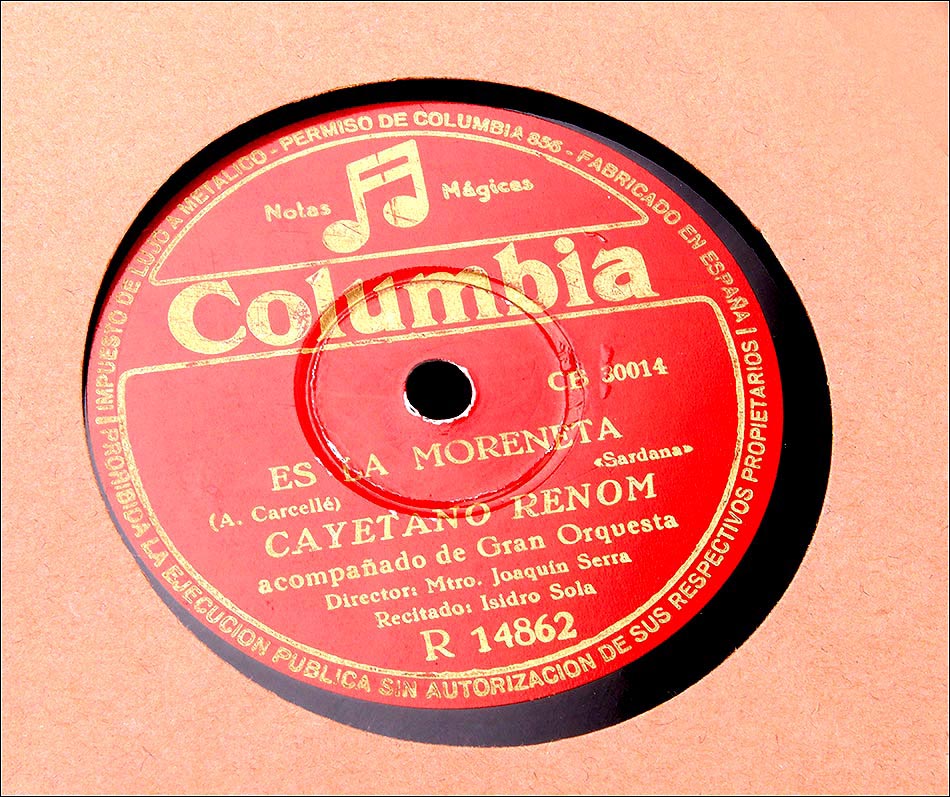 IMPUESTO DE LUJO A METALICO - PERMISO DE COLUMBIA 856 - FABRICADO EN ESPAÑA |
PROHIBIDA LA EJECUCION PUBLICA SIN AUTORIZACION DE SUS RESPECTIVOS PROPIETARIOS |
Notas Mágicas
Columbia
CB 30014
ES LA MORENETA
(A. Carcellé) «Sardana»
CAYETANO RENOM
acompañado de Gran Orquesta
Director: Mtro. Joaquín Serra
Recitado: Isidro Sola
R 14862